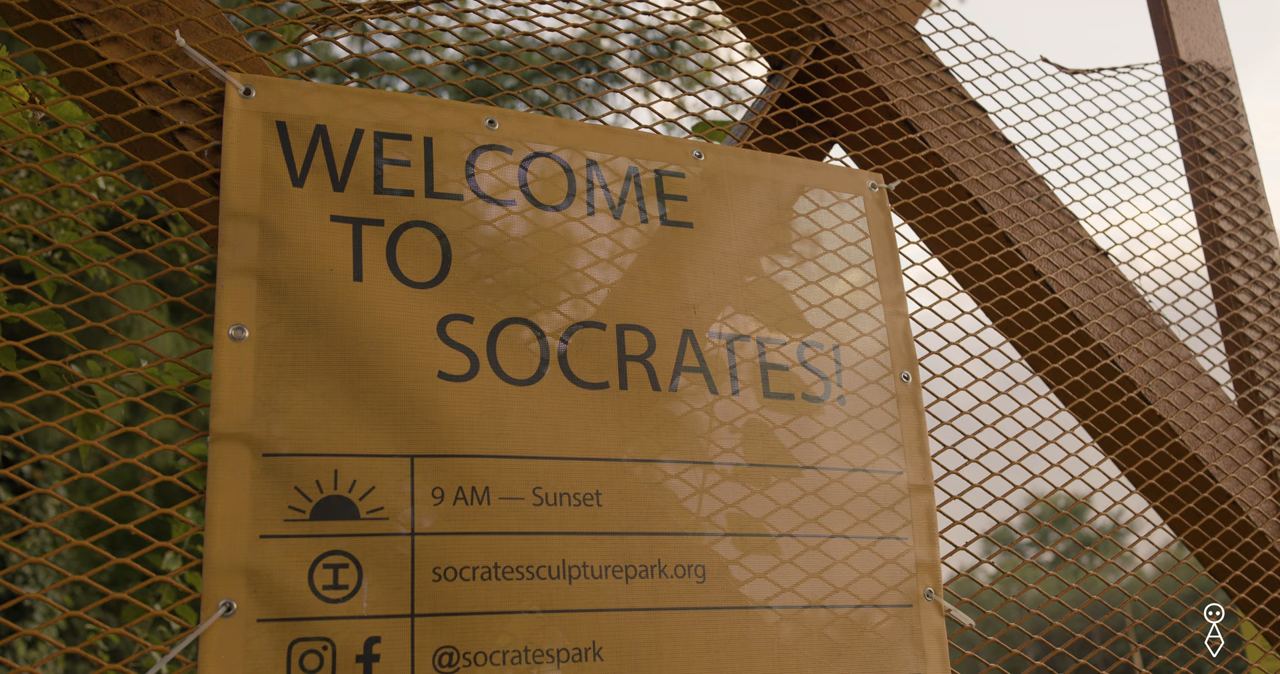 WELCOME
TO
SOCRATES!
9 AM — Sunset
socratessculpturepark.org
@socratespark